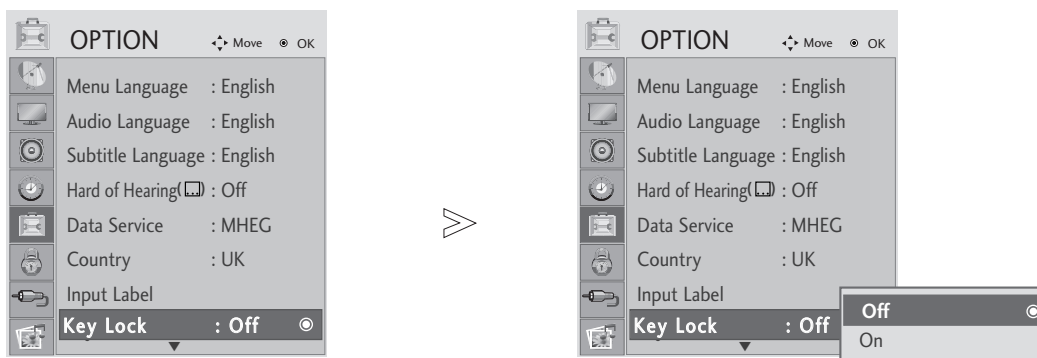 OPTION Move OK
Menu Language : English
Audio Language : English
Subtitle Language : English
Hard of Hearing( ) : Off
Data Service : MHEG
Country : UK
Input Label
Key Lock : Off
OPTION Move OK
Menu Language : English
Audio Language : English
Subtitle Language : English
Hard of Hearing( ) : Off
Data Service : MHEG
Country : UK
Input Label
Key Lock : Off
Off
On